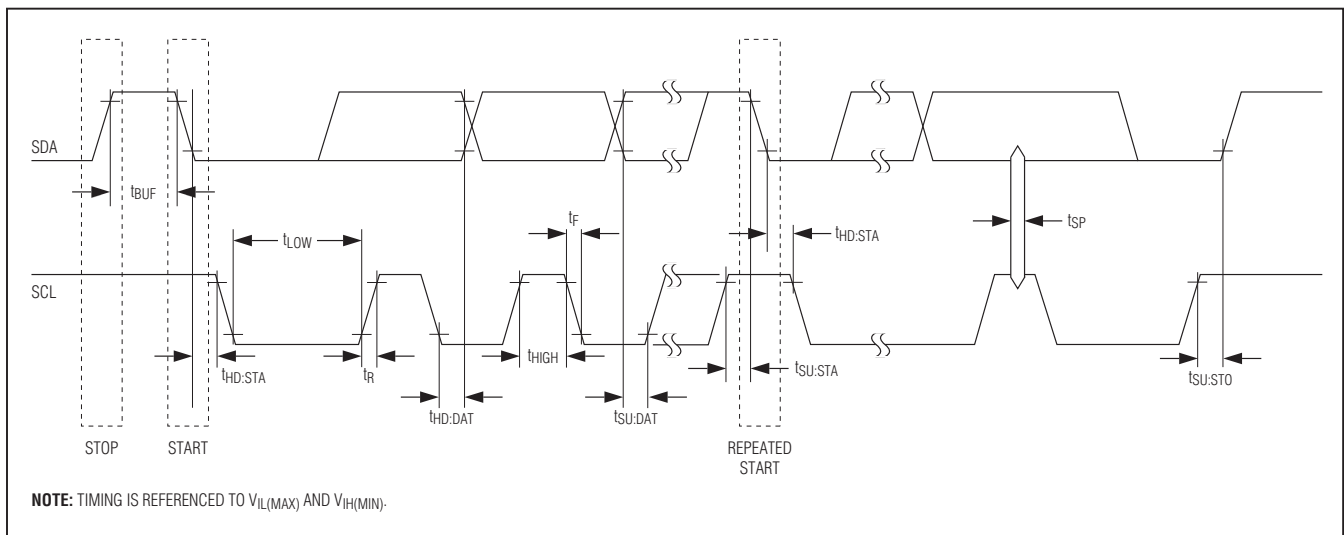 SDA
tBUF
tLOW
tF
tHD:STA
tSP
SCL
tHD:STA
tR
tHD:DAT
tHIGH
tSU:DAT
tSU:STA
tSU:STO
STOP
START
REPEATED
START
NOTE: TIMING IS REFERENCED TO VIL(MAX) AND VIH(MIN).